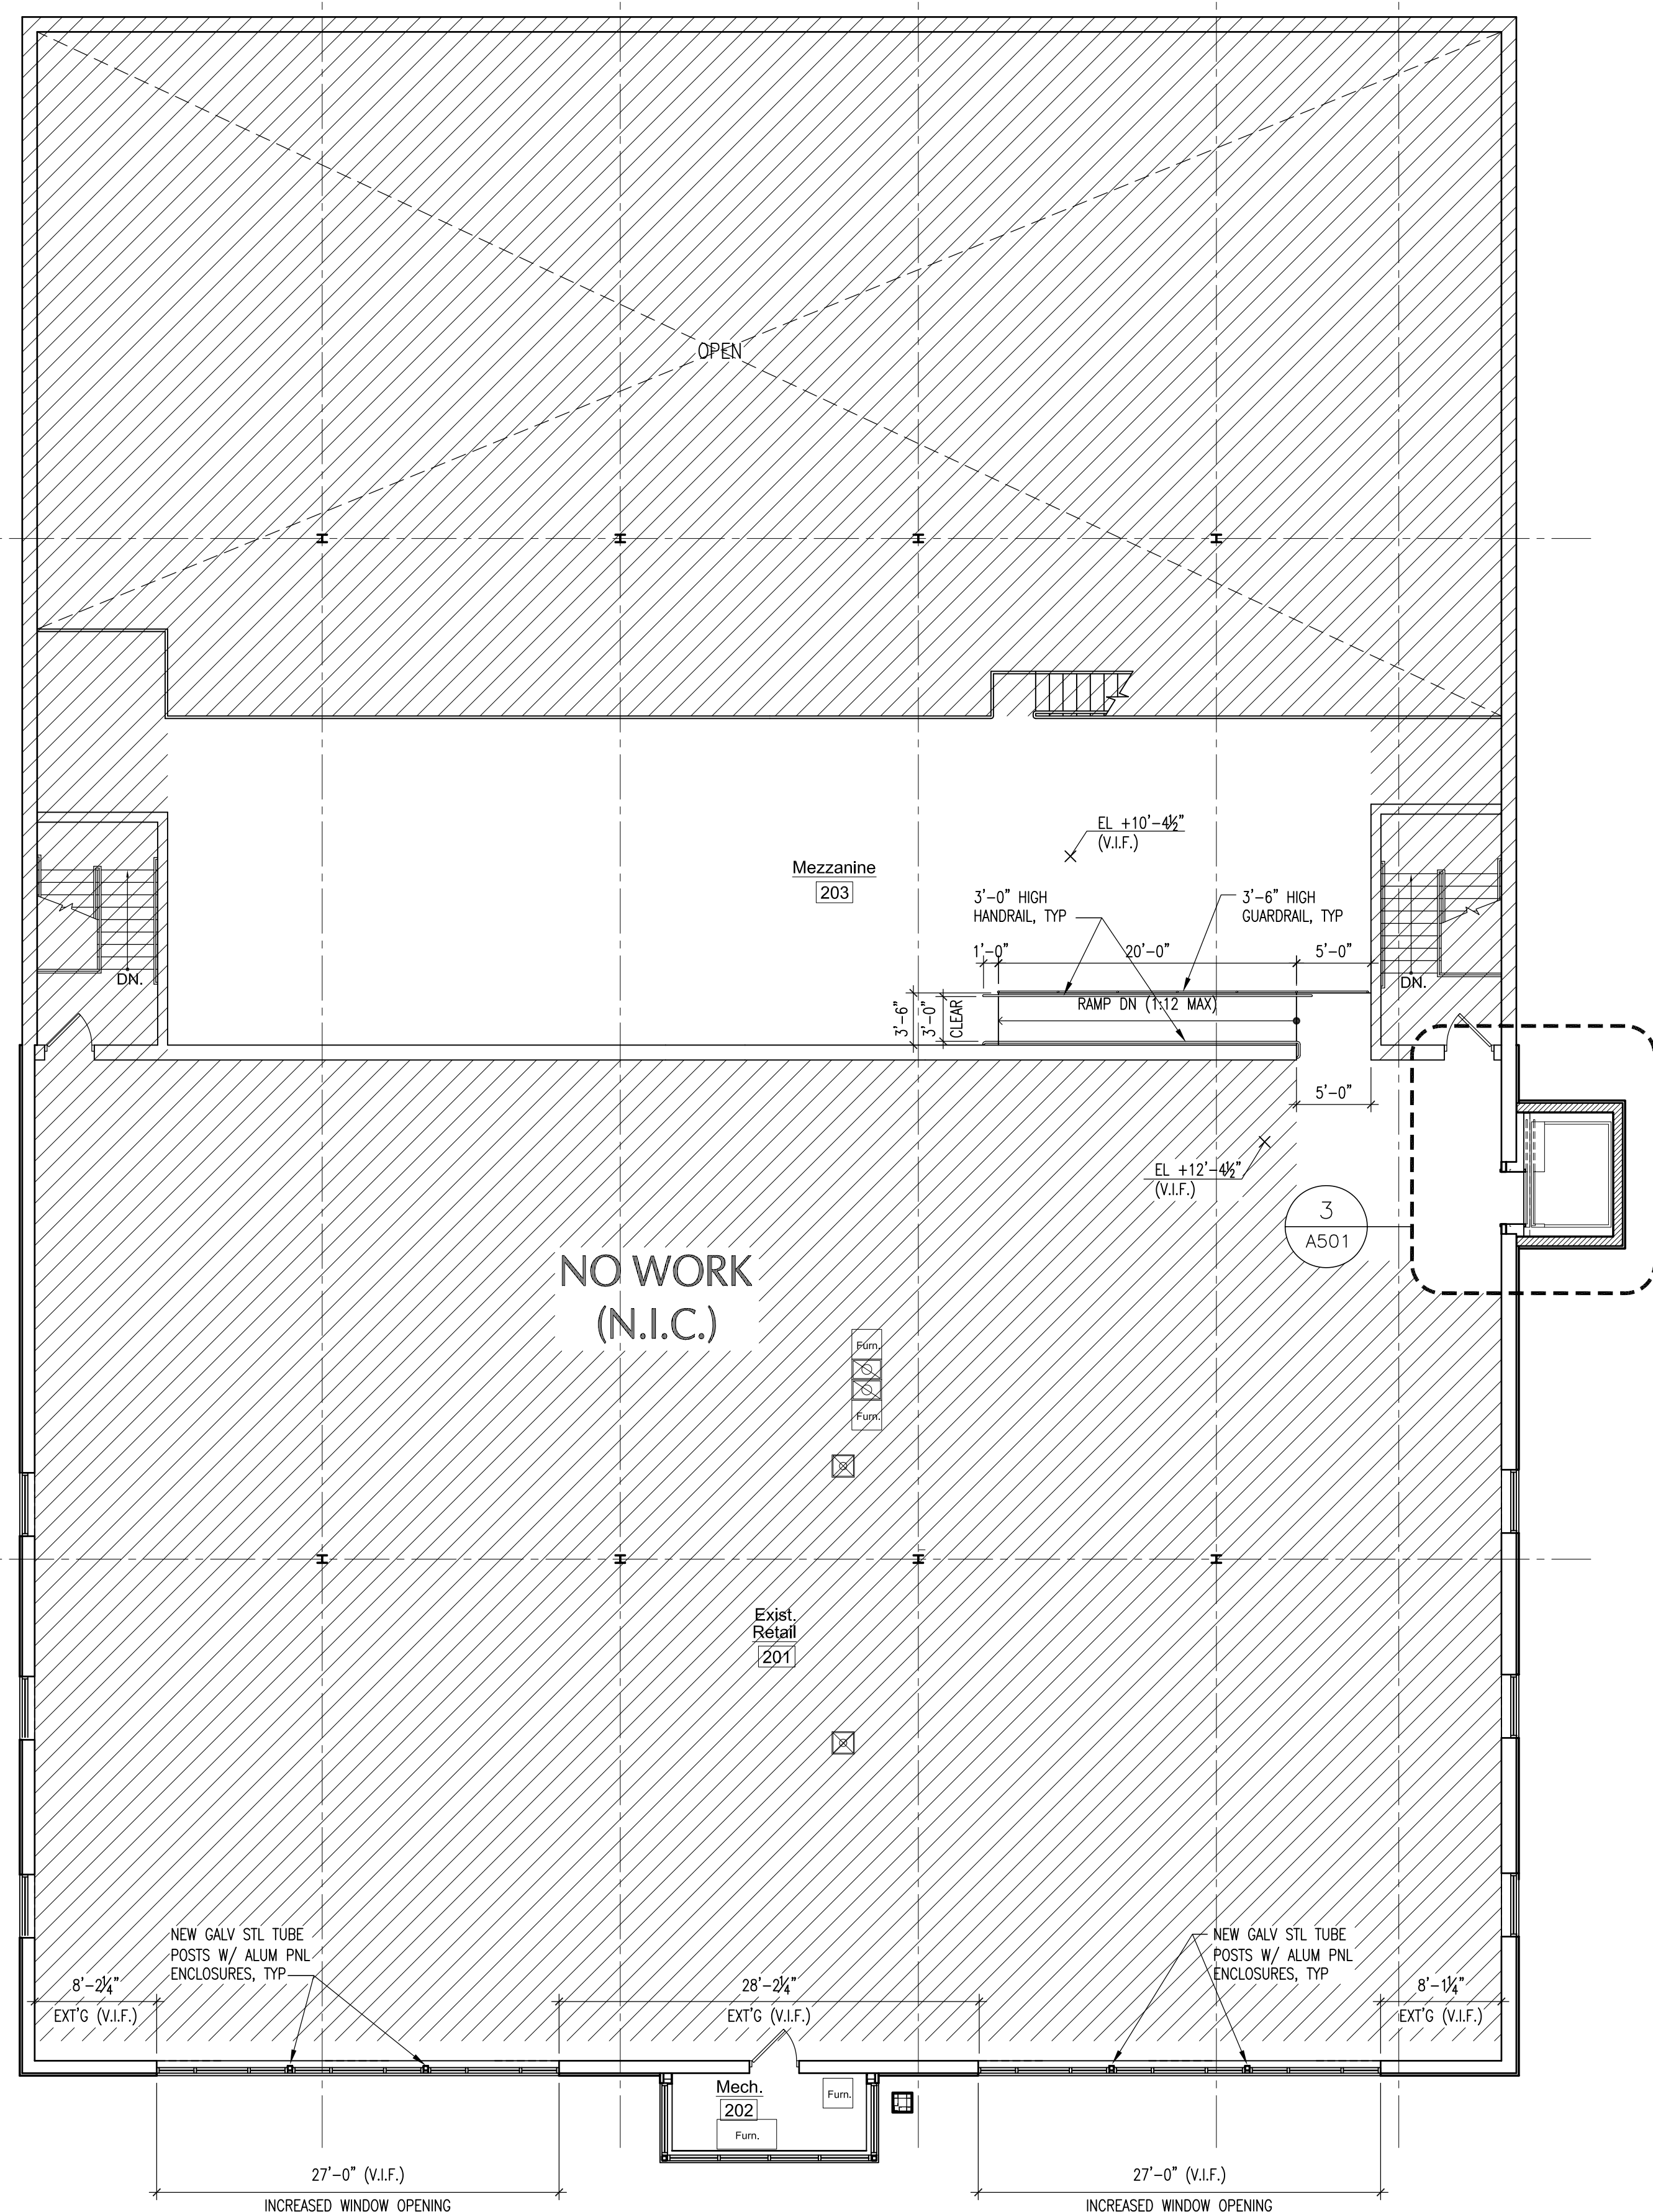 OPEN
EL +10'-4½"
(V.I.F.)
Mezzanine
203
3'-0" HIGH
HANDRAIL, TYP
3'-6" HIGH
GUARDRAIL, TYP
1'-0"
20'-0"
5'-0"
DN.
DN.
RAMP DN (1:12 MAX)
3'-6"
3'-0"
CLEAR
5'-0"
EL +12'-4½"
(V.I.F.)
3
A501
NO WORK
(N.I.C.)
Furn.
Furn.
Exist.
Retail
201
NEW GALV STL TUBE
POSTS W/ ALUM PNL
ENCLOSURES, TYP
NEW GALV STL TUBE
POSTS W/ ALUM PNL
ENCLOSURES, TYP
8'-2¼"
EXT'G (V.I.F.)
28'-2¼"
EXT'G (V.I.F.)
8'-1¼"
EXT'G (V.I.F.)
Mech.
202
Furn.
Furn.
27'-0" (V.I.F.)
INCREASED WINDOW OPENING
27'-0" (V.I.F.)
INCREASED WINDOW OPENING